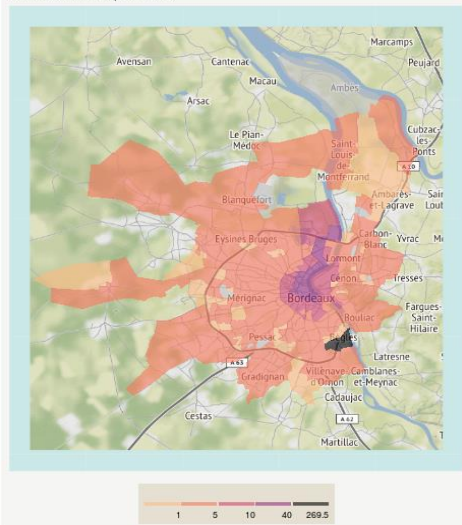 Marcamps
Avensan
Cantenac
Peujard
Macau
Ambès
Arsac
Cubzac-
les
Ponts
Le Pian-
Médoc
Saint
Louis
de
Montferrand
A 10
Blanquefort
Ambarès-
et-Lagrave
Sain
Loub
Eysines Bruges
Carbon-
Blanc
Yvrac
Lormont
Cenon
Tresses
Mérignac
Bordeaux
Fargues-
Saint-
Hilaire
Bouliac
Pessac
Bègles
Latresne
A 63
Gradignan
Villenave-
d'Ornon
Camblanes-
et-Meynac
Cadaujac
Cestas
A 62
Martillac
1 5 10 40 269.5